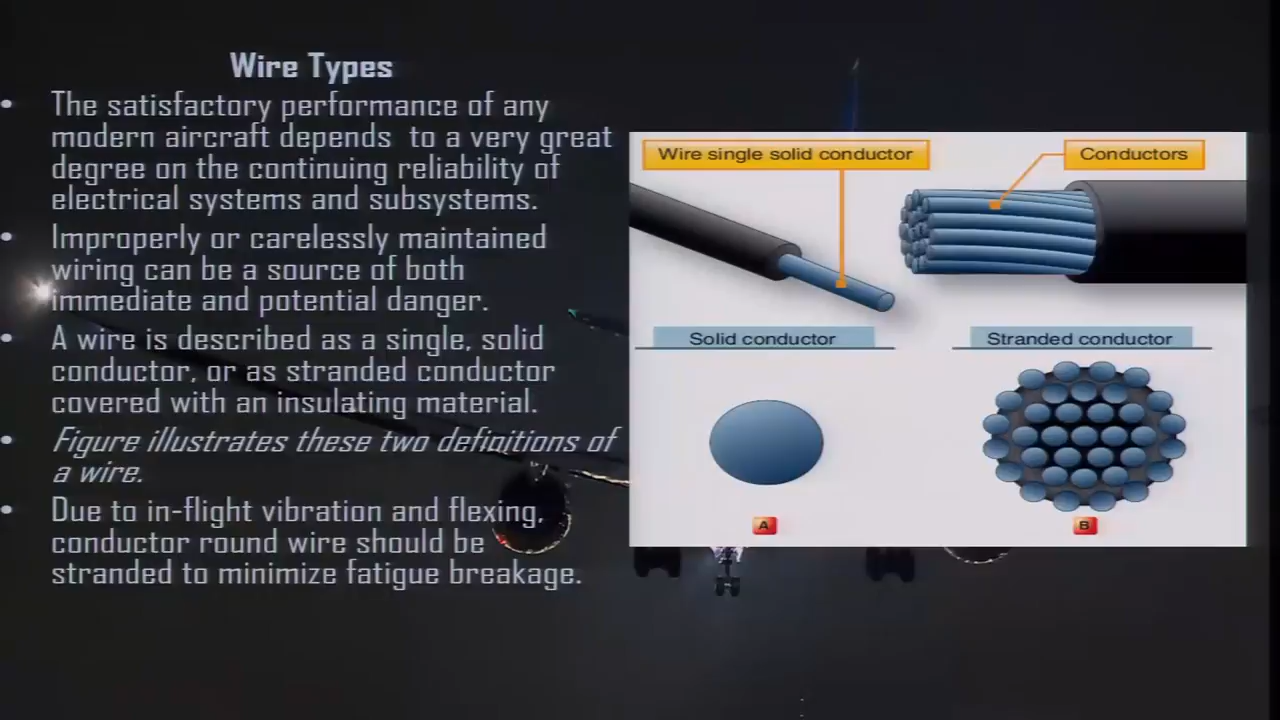 Wire Types
• The satisfactory performance of any
modern aircraft depends to a very great
degree on the continuing reliability of
electrical systems and subsystems.
• Improperly or carelessly maintained
wiring can be a source of both
immediate and potential danger.
• A wire is described as a single, solid
conductor, or as stranded conductor
covered with an insulating material.
• Figure illustrates these two definitions of
a wire.
• Due to in-flight vibration and flexing,
conductor round wire should be
stranded to minimize fatigue breakage.
Wire single solid conductor
Conductors
Solid conductor
Stranded conductor
A
B